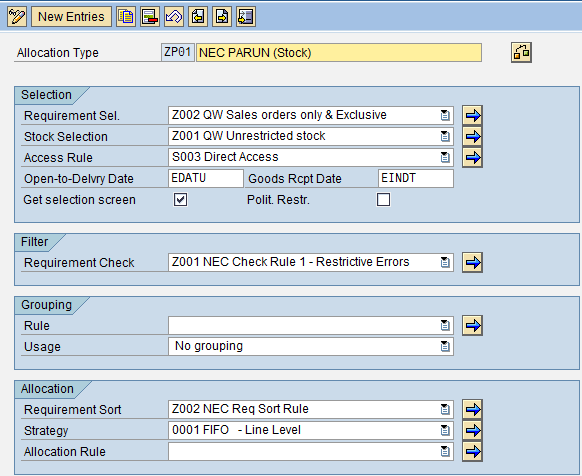 New Entries
Allocation Type ZP01 NEC PARUN (Stock)
Selection
Requirement Sel. Z002 QW Sales orders only & Exclusive
Stock Selection Z001 QW Unrestricted stock
Access Rule S003 Direct Access
Open-to-Delvry Date EDATU Goods Rcpt Date EINDT
Get selection screen Polit. Restr.
Filter
Requirement Check Z001 NEC Check Rule 1 - Restrictive Errors
Grouping
Rule
Usage No grouping
Allocation
Requirement Sort Z002 NEC Req Sort Rule
Strategy 0001 FIFO - Line Level
Allocation Rule